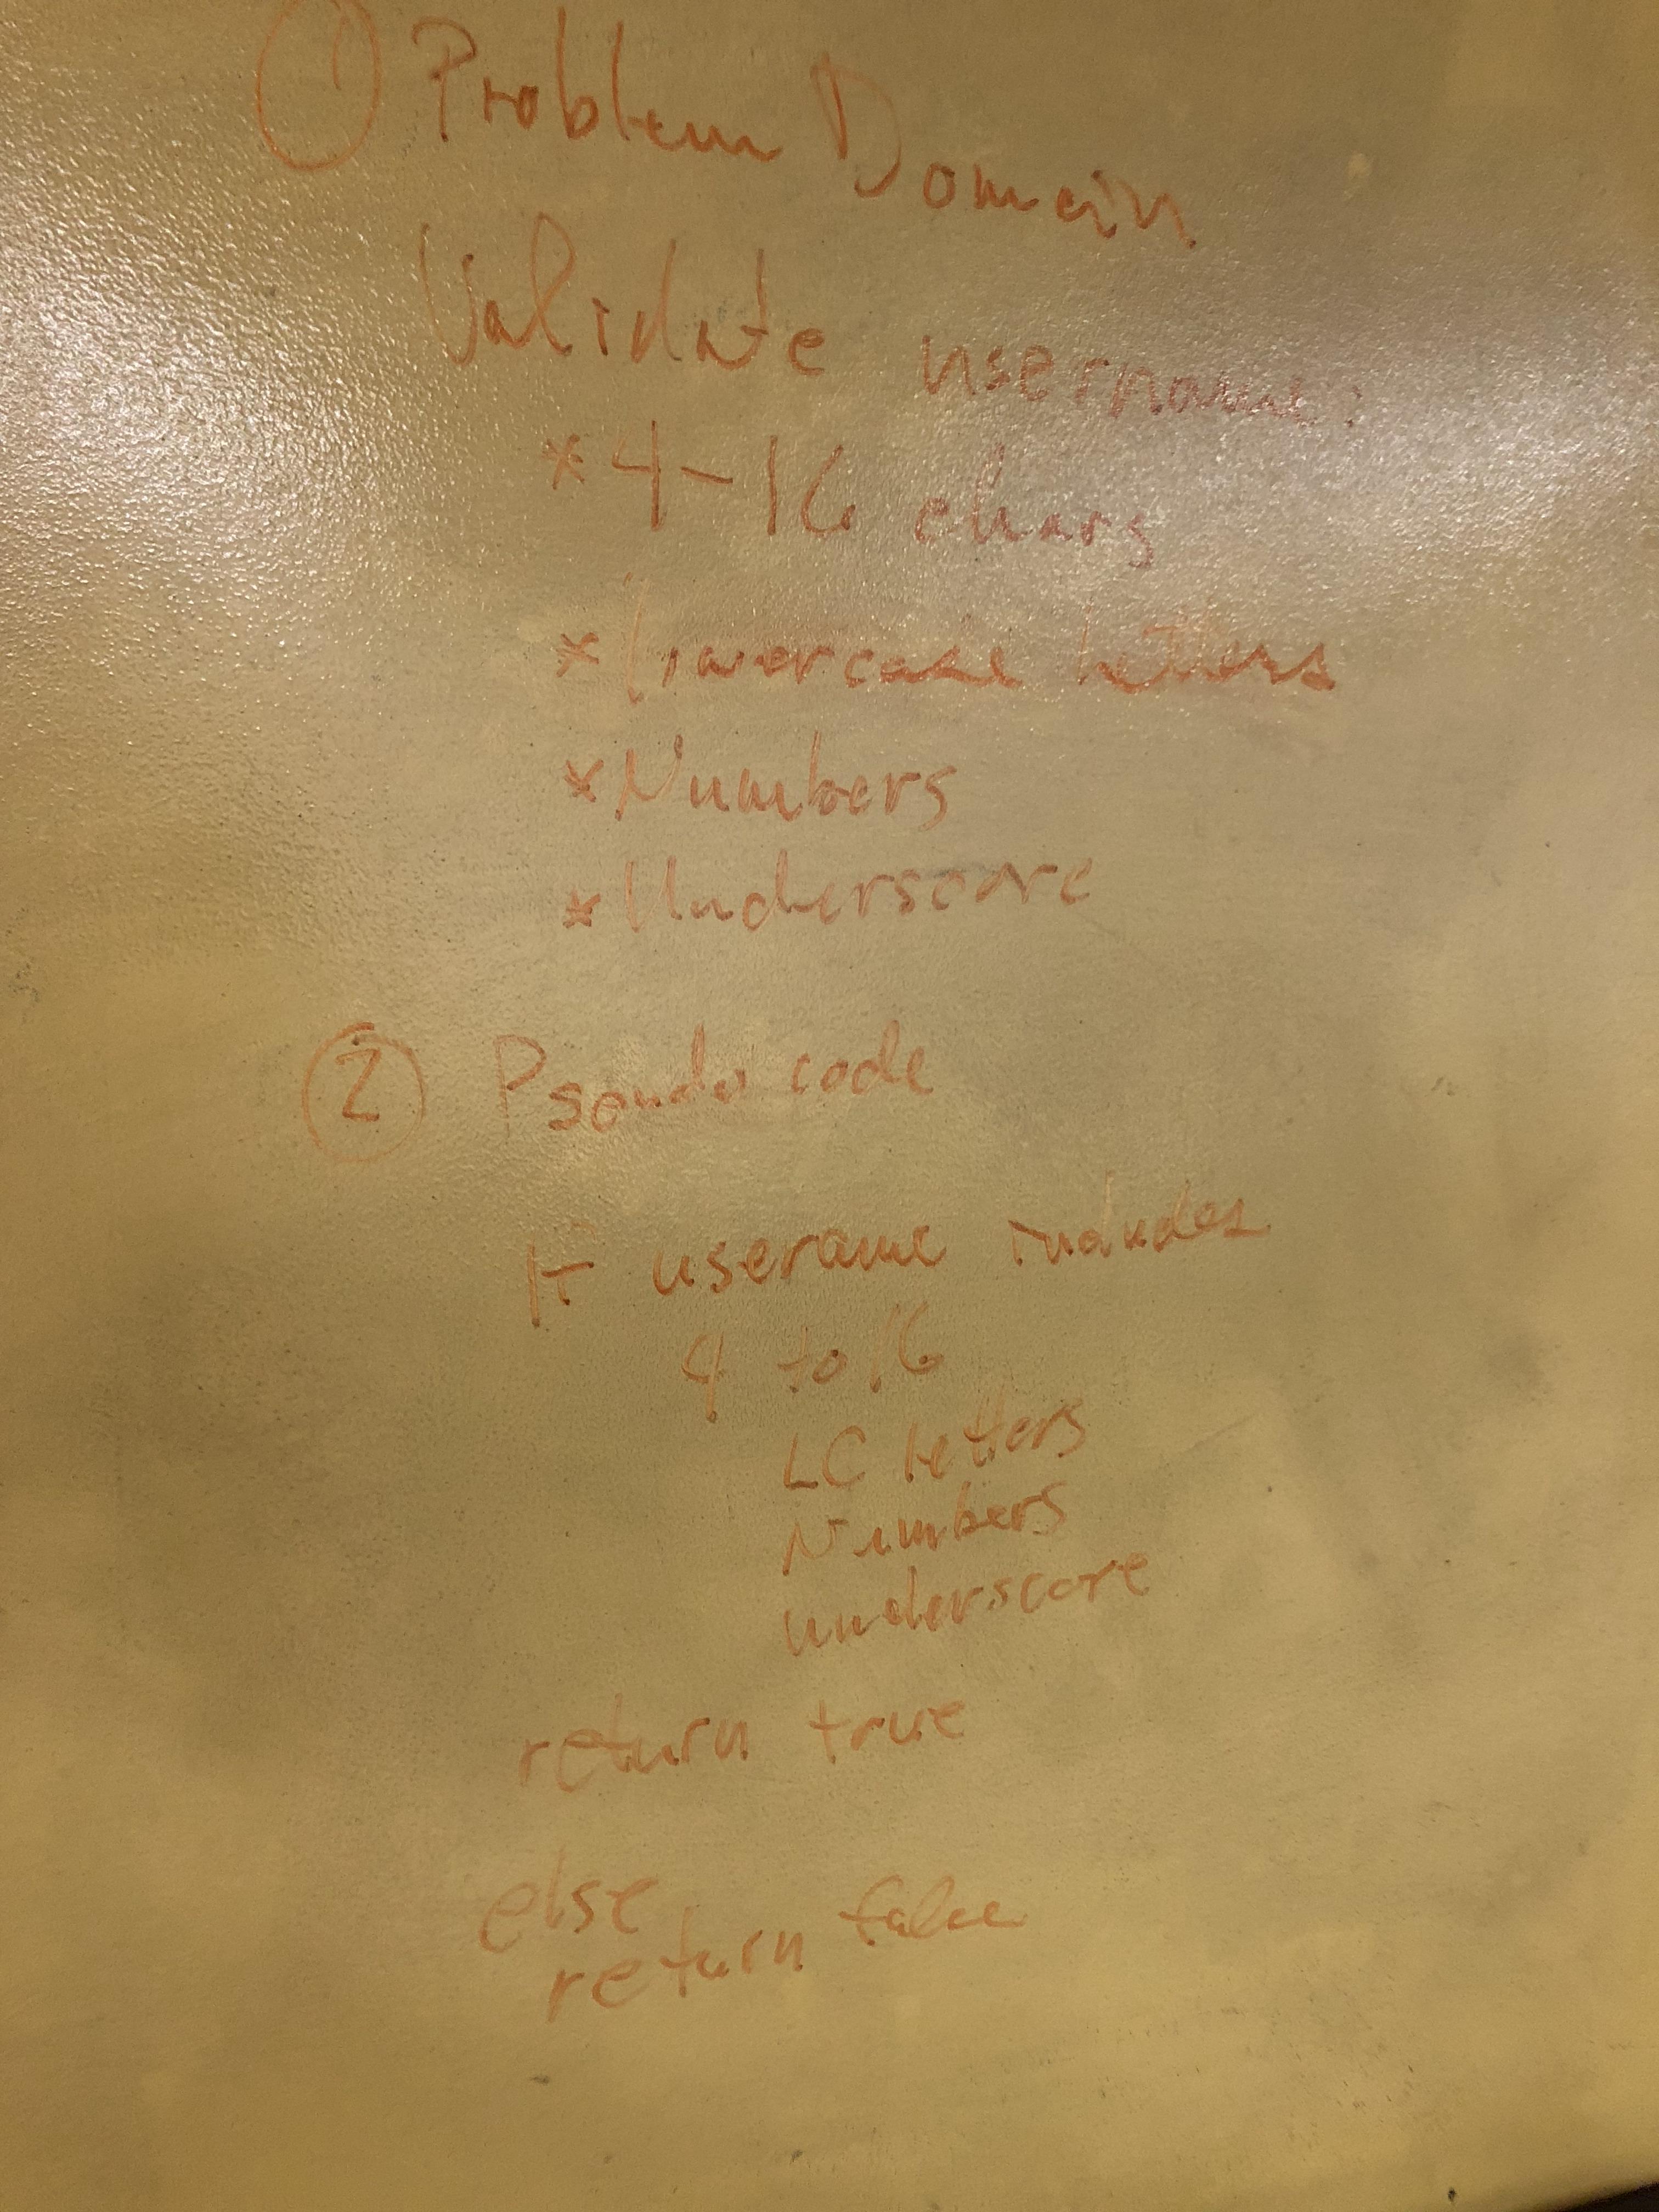 ① Problem Domain
Validate username:
* 4-16 chars
* lowercase letters
* Numbers
* Underscore
② Pseudo code
If userame includes
4 to 16
LC letters
Numbers
underscore
return true
else
return false